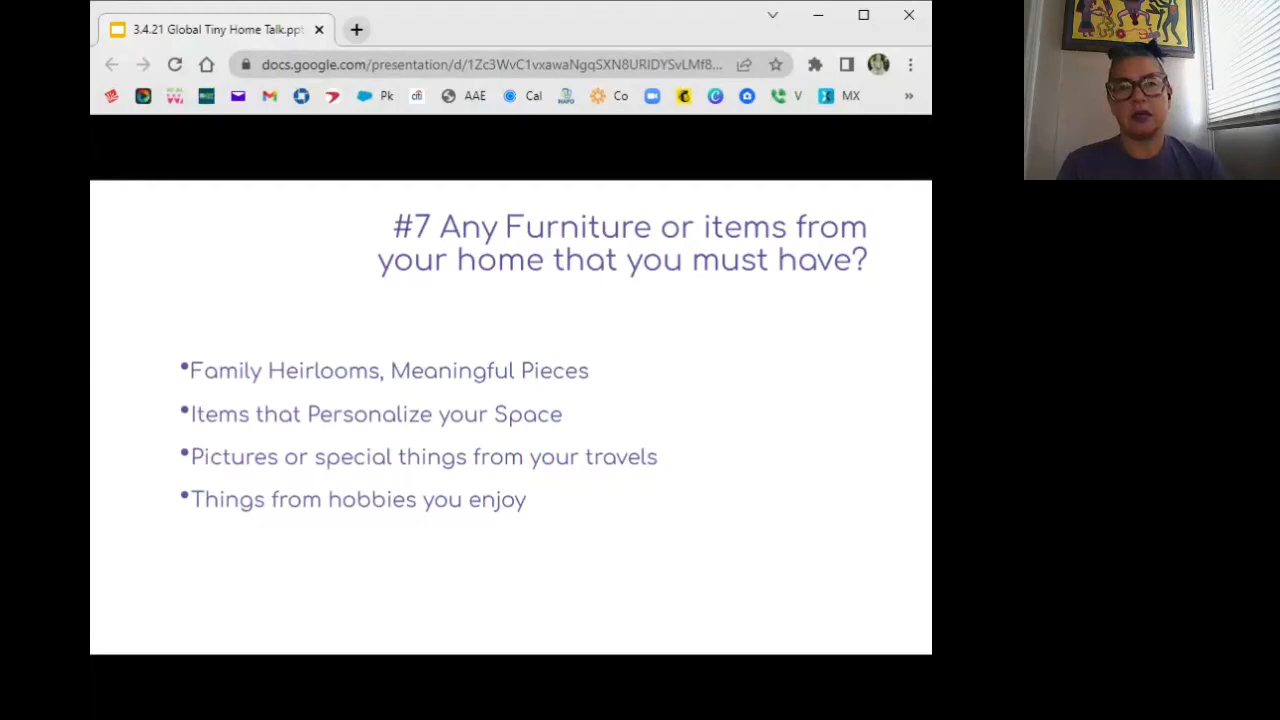 3.4.21 Global Tiny Home Talk.ppt
docs.google.com/presentation/d/1Zc3WvC1vxawaNgqSXN8URIDYSvLMf8...
Pk citi AAE Cal Co V MX »
#7 Any Furniture or items from
your home that you must have?
•Family Heirlooms, Meaningful Pieces
•Items that Personalize your Space
•Pictures or special things from your travels
•Things from hobbies you enjoy